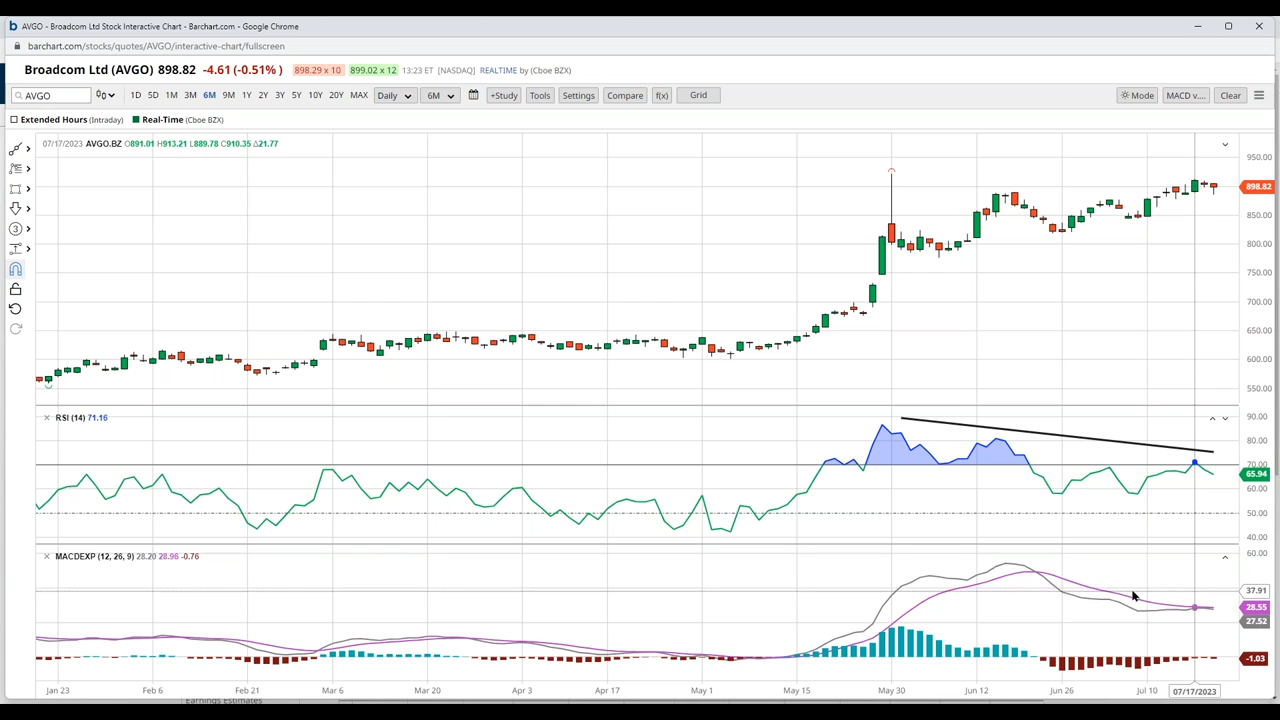 AVGO - Broadcom Ltd Stock Interactive Chart - Barchart.com - Google Chrome
barchart.com/stocks/quotes/AVGO/interactive-chart/fullscreen
Broadcom Ltd (AVGO) 898.82 -4.61 (-0.51%) 898.29 x 10 899.02 x 12 13:23 ET [NASDAQ] REALTIME by (Cboe BZX)
AVGO 1D 5D 1M 3M 6M 9M 1Y 2Y 3Y 5Y 10Y 20Y MAX Daily 6M +Study Tools Settings Compare f(x) Grid Mode MACD v.... Clear
Extended Hours (Intraday) Real-Time (Cboe BZX)
07/17/2023 AVGO.BZ O891.01 H913.21 L889.78 C910.35 Δ21.77
950.00
898.82
850.00
800.00
750.00
700.00
650.00
600.00
550.00
RSI (14) 71.16
90.00
80.00
70.00
65.94
60.00
50.00
40.00
MACDEXP (12, 26, 9) 28.20 28.96 -0.76
60.00
37.91
28.55
27.52
-1.03
Jan 23 Feb 6 Feb 21 Mar 6 Mar 20 Apr 3 Apr 17 May 1 May 15 May 30 Jun 12 Jun 26 Jul 10 07/17/2023
Earnings Estimates